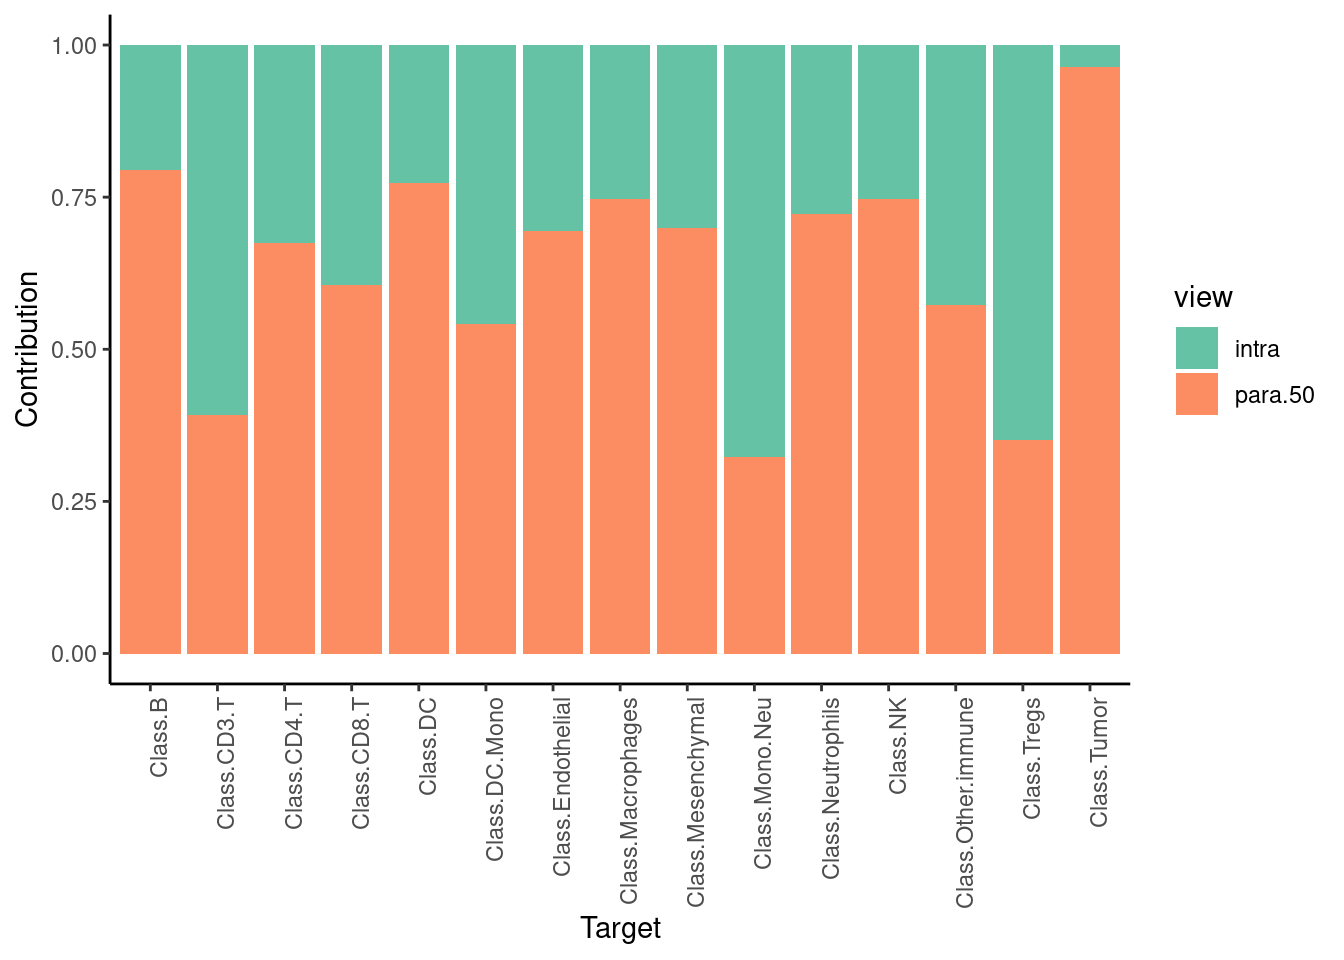 1.00
0.75
0.50
0.25
0.00
Contribution
Class.B
Class.CD3.T
Class.CD4.T
Class.CD8.T
Class.DC
Class.DC.Mono
Class.Endothelial
Class.Macrophages
Class.Mesenchymal
Class.Mono.Neu
Class.Neutrophils
Class.NK
Class.Other.immune
Class.Tregs
Class.Tumor
Target
view
intra
para.50